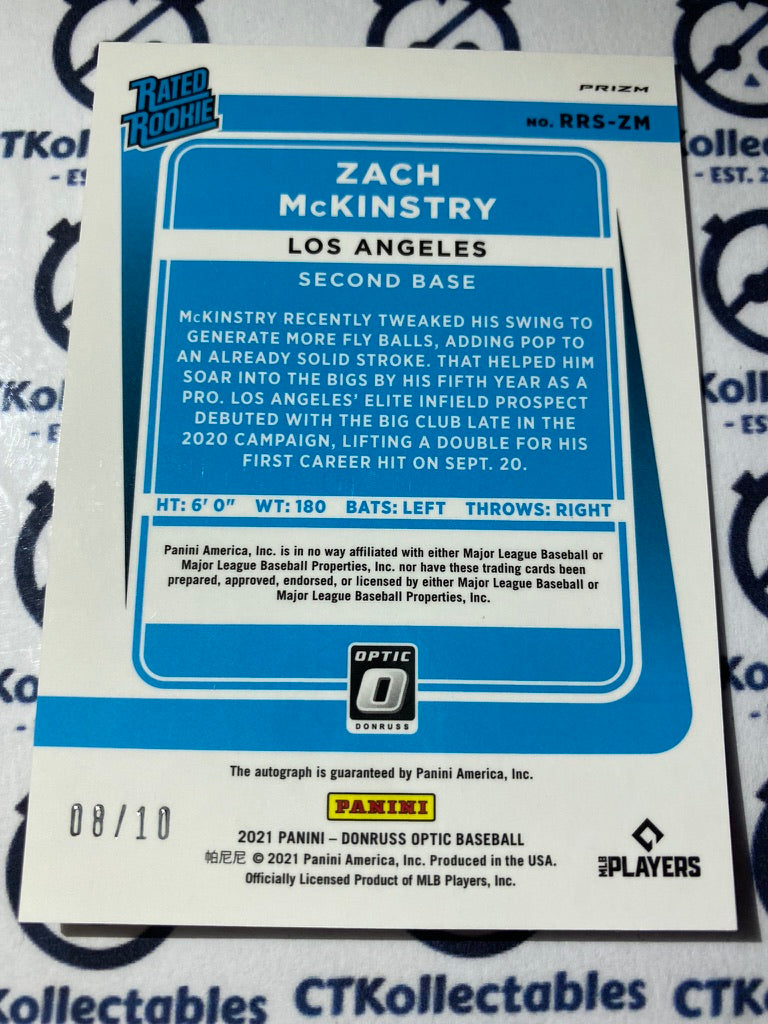 RATED
ROOKIE
PRIZM
NO. RRS-ZM
ZACH
McKINSTRY
LOS ANGELES
SECOND BASE
McKINSTRY RECENTLY TWEAKED HIS SWING TO
GENERATE MORE FLY BALLS, ADDING POP TO
AN ALREADY SOLID STROKE. THAT HELPED HIM
SOAR INTO THE BIGS BY HIS FIFTH YEAR AS A
PRO. LOS ANGELES' ELITE INFIELD PROSPECT
DEBUTED WITH THE BIG CLUB LATE IN THE
2020 CAMPAIGN, LIFTING A DOUBLE FOR HIS
FIRST CAREER HIT ON SEPT. 20.
HT: 6' 0" WT: 180 BATS: LEFT THROWS: RIGHT
Panini America, Inc. is in no way affiliated with either Major League Baseball or
Major League Baseball Properties, Inc. nor have these trading cards been
prepared, approved, endorsed, or licensed by either Major League Baseball or
Major League Baseball Properties, Inc.
OPTIC
O
DONRUSS
The autograph is guaranteed by Panini America, Inc.
08/10
PANINI
2021 PANINI – DONRUSS OPTIC BASEBALL
帕尼尼 © 2021 Panini America, Inc. Produced in the USA.
Officially Licensed Product of MLB Players, Inc.
MLB PLAYERS
CTKollectables